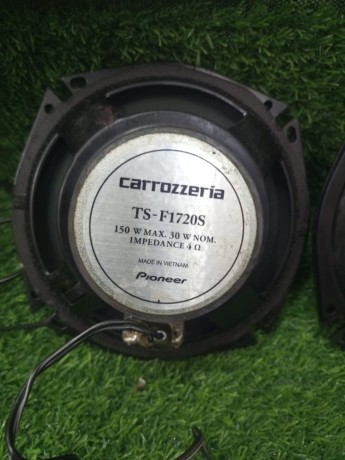 carrozzeria
TS-F1720S
150 W MAX. 30 W NOM.
IMPEDANCE 4 Ω
MADE IN VIETNAM
Pioneer